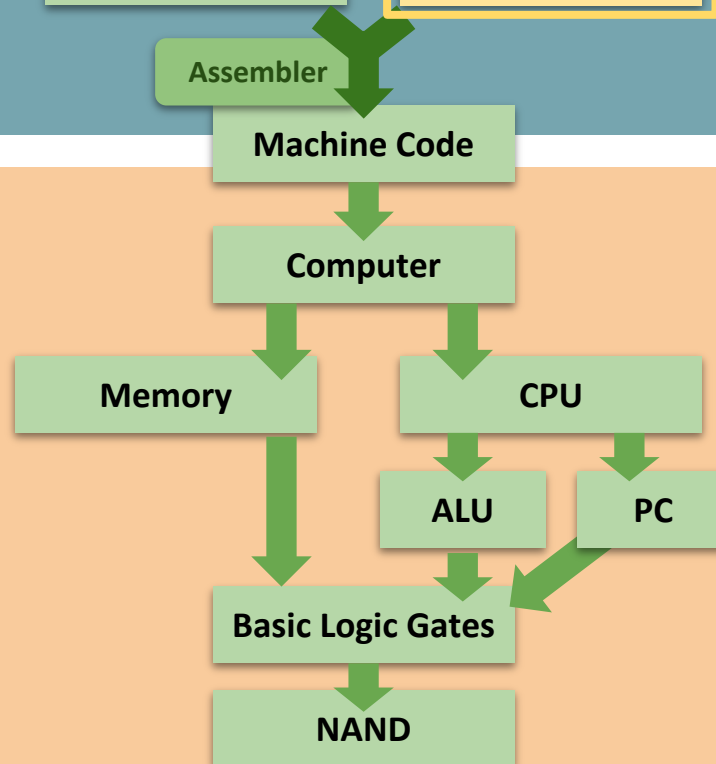 Assembler
Machine Code
Computer
Memory
CPU
ALU
PC
Basic Logic Gates
NAND